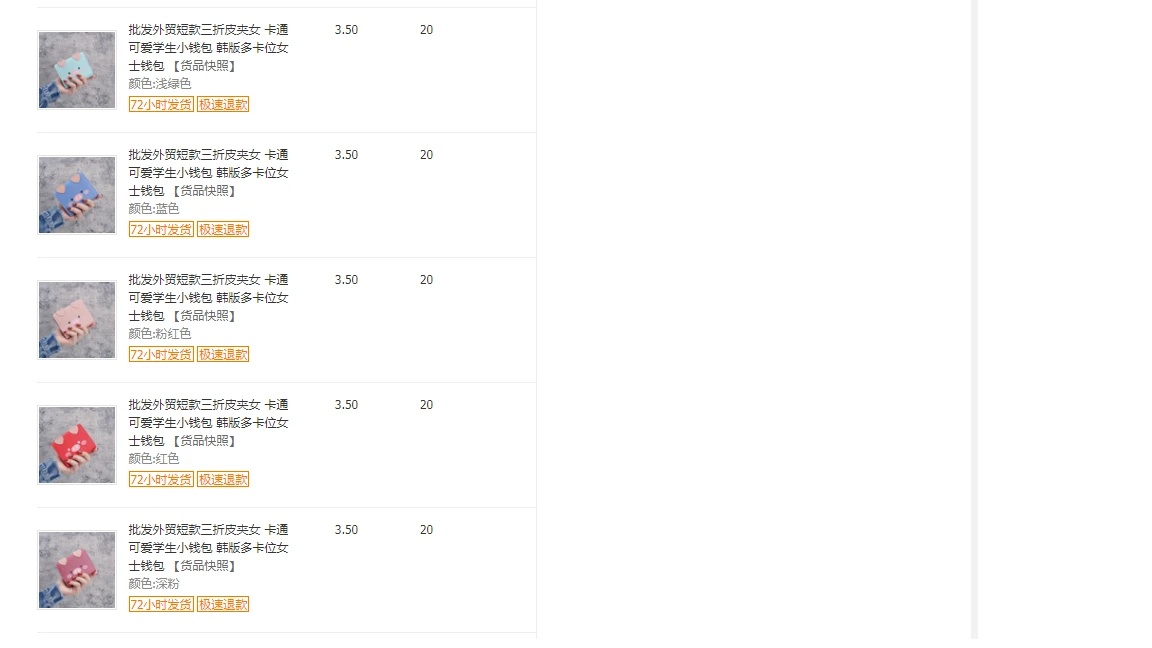 批发外贸短款三折皮夹女 卡通 3.50 20
可爱学生小钱包 韩版多卡位女
士钱包 【货品快照】
颜色:浅绿色
72小时发货 极速退款
批发外贸短款三折皮夹女 卡通 3.50 20
可爱学生小钱包 韩版多卡位女
士钱包 【货品快照】
颜色:蓝色
72小时发货 极速退款
批发外贸短款三折皮夹女 卡通 3.50 20
可爱学生小钱包 韩版多卡位女
士钱包 【货品快照】
颜色:粉红色
72小时发货 极速退款
批发外贸短款三折皮夹女 卡通 3.50 20
可爱学生小钱包 韩版多卡位女
士钱包 【货品快照】
颜色:红色
72小时发货 极速退款
批发外贸短款三折皮夹女 卡通 3.50 20
可爱学生小钱包 韩版多卡位女
士钱包 【货品快照】
颜色:深粉
72小时发货 极速退款